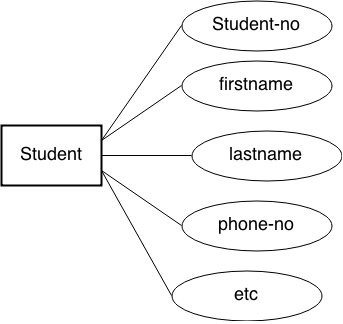 Student-no
firstname
Student
lastname
phone-no
etc